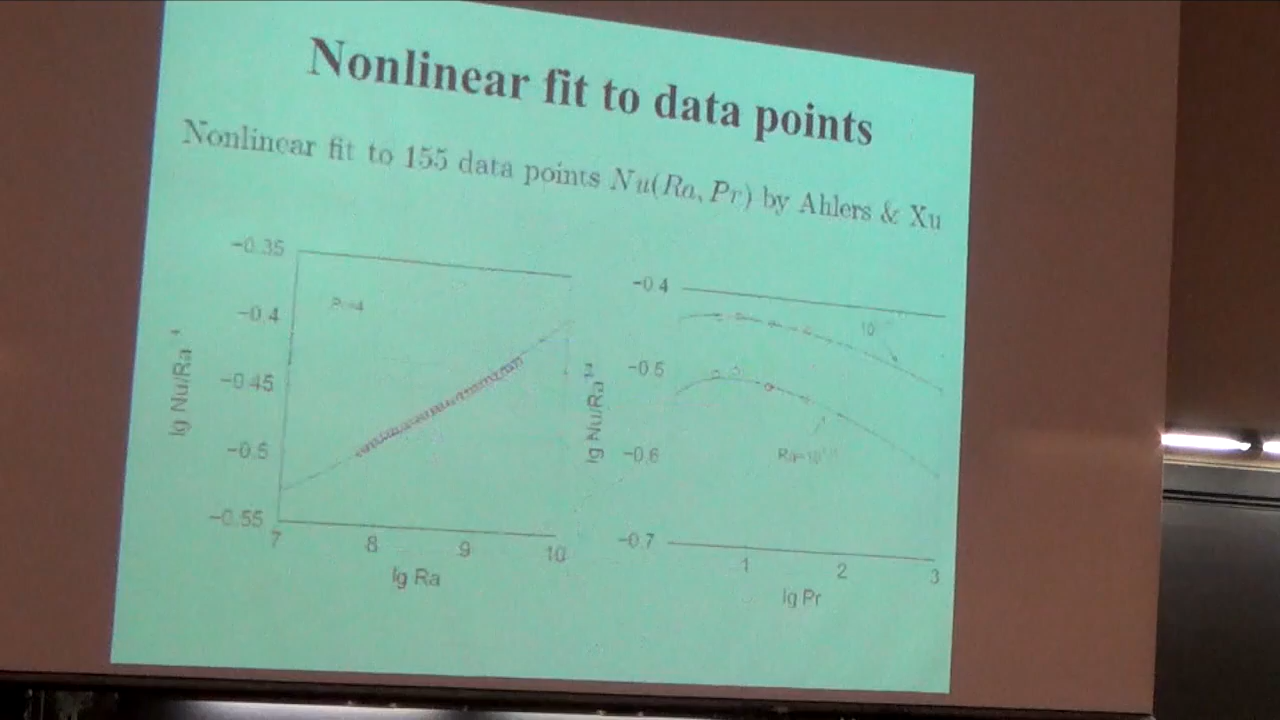 Nonlinear fit to data points
Nonlinear fit to 155 data points Nu(Ra, Pr) by Ahlers & Xu
−0.35
−0.4
−0.45
−0.5
−0.55
lg Nu/Ra
7 8 9 10
lg Ra
−0.4
−0.5
−0.6
−0.7
lg Nu/Ra
10
1 2 3
lg Pr